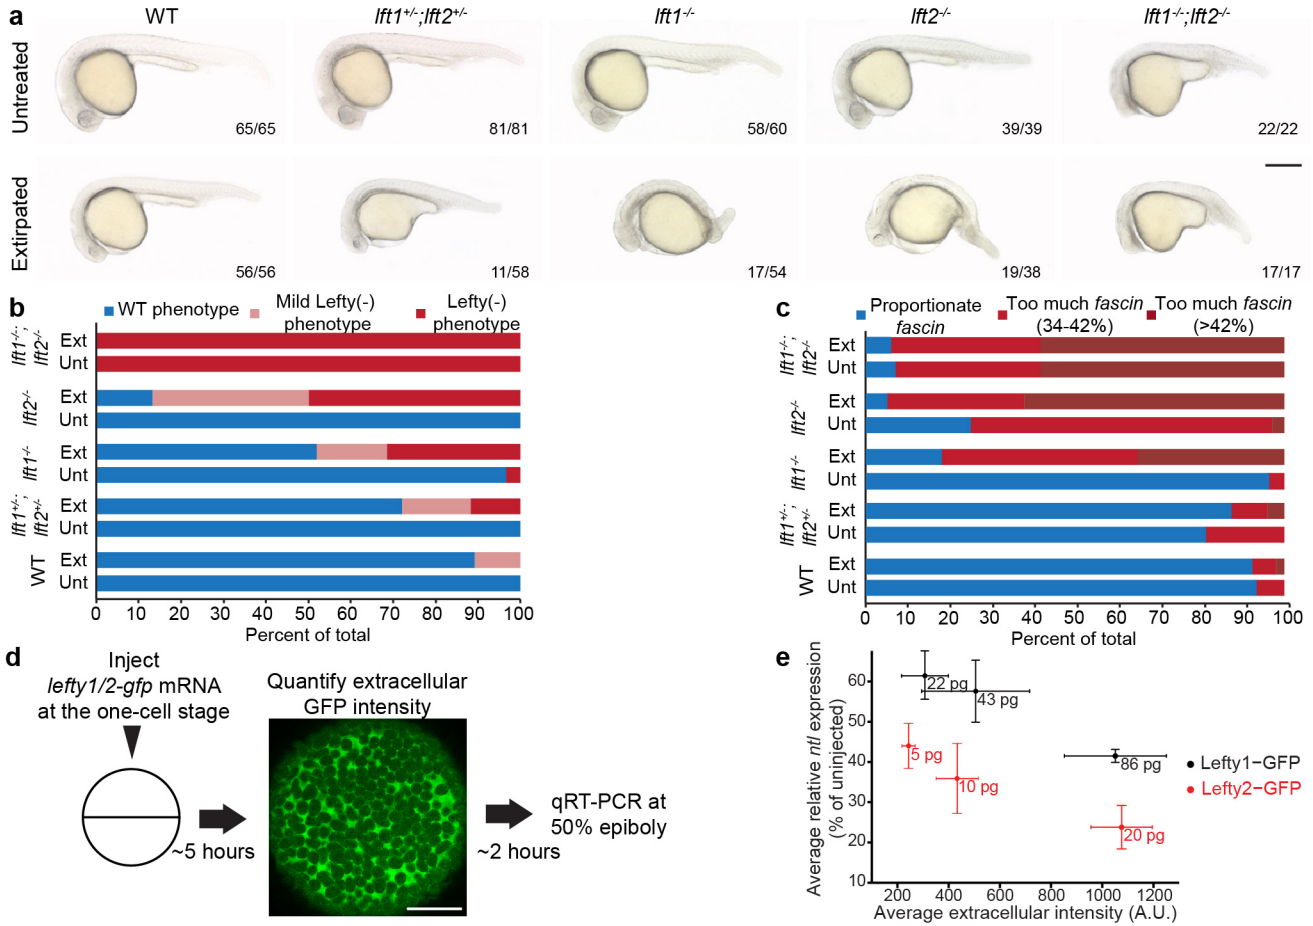 a
WT
lft1+/-;lft2+/-
lft1-/-
lft2-/-
lft1-/-;lft2-/-
Untreated
65/65
81/81
58/60
39/39
22/22
Extirpated
56/56
11/58
17/54
19/38
17/17
b
WT phenotype
Mild Lefty(-)
phenotype
Lefty(-)
phenotype
lft1-/-;
lft2-/-
Ext
Unt
lft2-/-
Ext
Unt
lft1-/-
Ext
Unt
lft1+/-;
lft2+/-
Ext
Unt
WT
Ext
Unt
0 10 20 30 40 50 60 70 80 90 100
Percent of total
c
Proportionate
fascin
Too much fascin
(34-42%)
Too much fascin
(>42%)
lft1-/-;
lft2-/-
Ext
Unt
lft2-/-
Ext
Unt
lft1-/-
Ext
Unt
lft1+/-;
lft2+/-
Ext
Unt
WT
Ext
Unt
0 10 20 30 40 50 60 70 80 90 100
Percent of total
d
Inject
lefty1/2-gfp mRNA
at the one-cell stage
~5 hours
Quantify extracellular
GFP intensity
~2 hours
qRT-PCR at
50% epiboly
e
Average relative ntl expression
(% of uninjected)
60
50
40
30
20
10
22 pg
43 pg
86 pg
5 pg
10 pg
20 pg
Lefty1−GFP
Lefty2−GFP
200 400 600 800 1000 1200
Average extracellular intensity (A.U.)